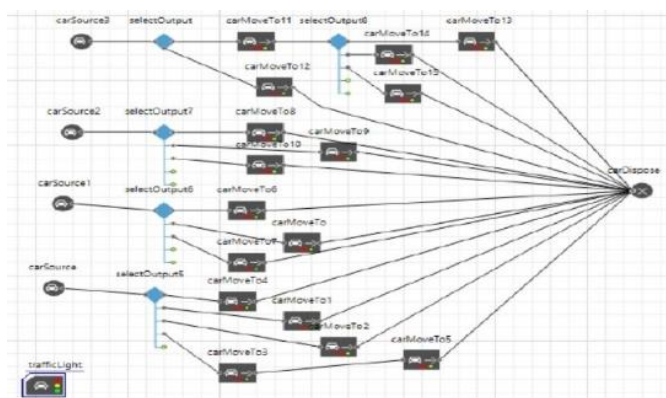 carSource3 selectOutput carMoveTo11 selectOutput8 carMoveTo13
carMoveTo14
carMoveTo12 carMoveTo15
carSource2 selectOutput7 carMoveTo8
carMoveTo9
carMoveTo10
carDispose
carSource1 selectOutput6 carMoveTo6
carMoveTo
carMoveTo7
carSource selectOutput5 carMoveTo4
carMoveTo1
carMoveTo2
carMoveTo3 carMoveTo5
trafficLight